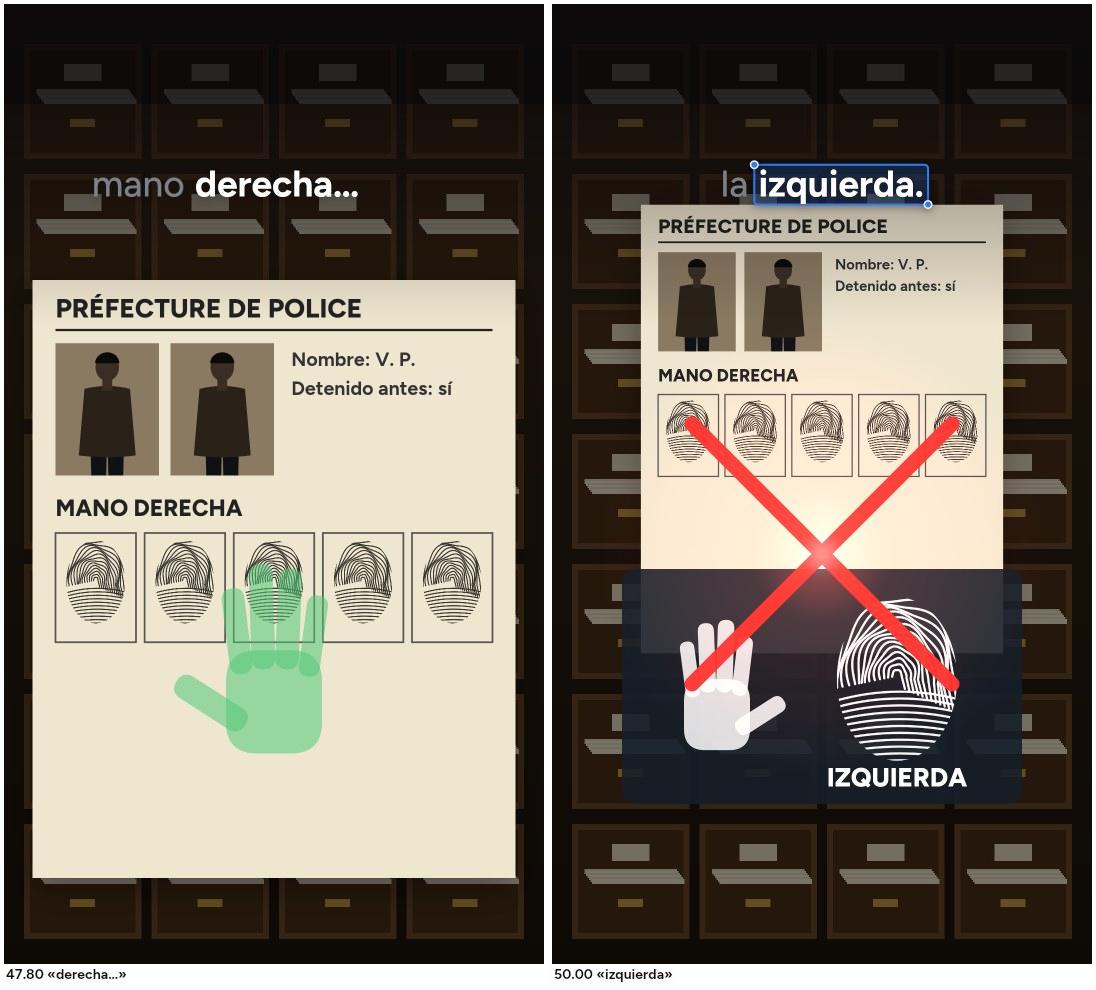 mano derecha...
PRÉFECTURE DE POLICE
Nombre: V. P.
Detenido antes: sí
MANO DERECHA
47.80 «derecha...»
la izquierda.
PRÉFECTURE DE POLICE
Nombre: V. P.
Detenido antes: sí
MANO DERECHA
IZQUIERDA
50.00 «izquierda»